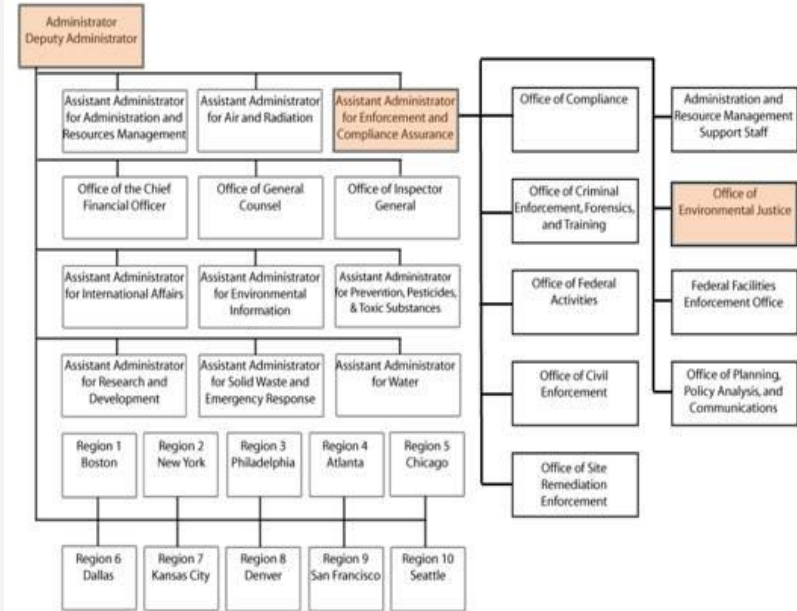 Administrator
Deputy Administrator
Assistant Administrator
for Administration and
Resources Management
Assistant Administrator
for Air and Radiation
Assistant Administrator
for Enforcement and
Compliance Assurance
Office of the Chief
Financial Officer
Office of General
Counsel
Office of Inspector
General
Assistant Administrator
for International Affairs
Assistant Administrator
for Environmental
Information
Assistant Administrator
for Prevention, Pesticides,
& Toxic Substances
Assistant Administrator
for Research and
Development
Assistant Administrator
for Solid Waste and
Emergency Response
Assistant Administrator
for Water
Region 1
Boston
Region 2
New York
Region 3
Philadelphia
Region 4
Atlanta
Region 5
Chicago
Region 6
Dallas
Region 7
Kansas City
Region 8
Denver
Region 9
San Francisco
Region 10
Seattle
Office of Compliance
Office of Criminal
Enforcement, Forensics,
and Training
Office of Federal
Activities
Office of Civil
Enforcement
Office of Site
Remediation
Enforcement
Administration and
Resource Management
Support Staff
Office of
Environmental Justice
Federal Facilities
Enforcement Office
Office of Planning,
Policy Analysis, and
Communications